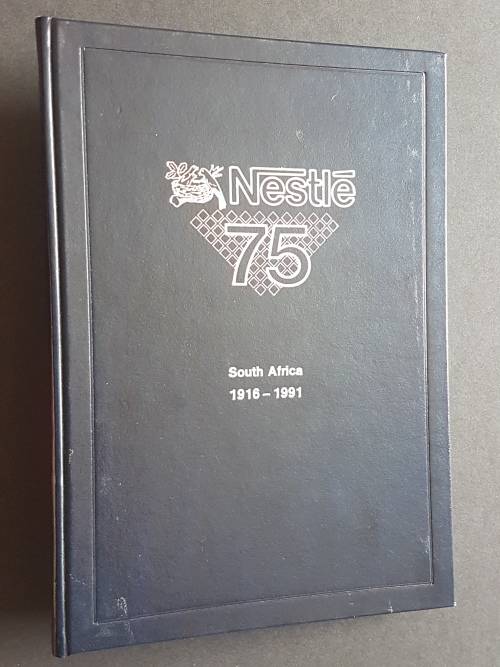 Nestlé
75
South Africa
1916 – 1991